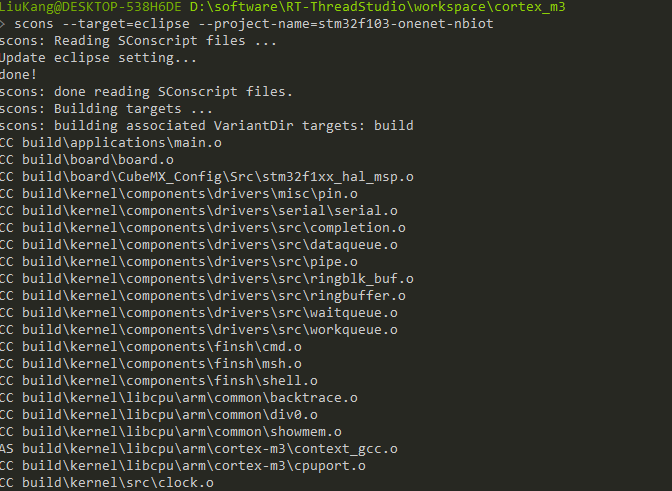 LiuKang@DESKTOP-538H6DE D:\software\RT-ThreadStudio\workspace\cortex_m3
> scons --target=eclipse --project-name=stm32f103-onenet-nbiot
scons: Reading SConscript files ...
Update eclipse setting...
done!
scons: done reading SConscript files.
scons: Building targets ...
scons: building associated VariantDir targets: build
CC build\applications\main.o
CC build\board\board.o
CC build\board\CubeMX_Config\Src\stm32f1xx_hal_msp.o
CC build\kernel\components\drivers\misc\pin.o
CC build\kernel\components\drivers\serial\serial.o
CC build\kernel\components\drivers\src\completion.o
CC build\kernel\components\drivers\src\dataqueue.o
CC build\kernel\components\drivers\src\pipe.o
CC build\kernel\components\drivers\src\ringblk_buf.o
CC build\kernel\components\drivers\src\ringbuffer.o
CC build\kernel\components\drivers\src\waitqueue.o
CC build\kernel\components\drivers\src\workqueue.o
CC build\kernel\components\finsh\cmd.o
CC build\kernel\components\finsh\msh.o
CC build\kernel\components\finsh\shell.o
CC build\kernel\libcpu\arm\common\backtrace.o
CC build\kernel\libcpu\arm\common\div0.o
CC build\kernel\libcpu\arm\common\showmem.o
AS build\kernel\libcpu\arm\cortex-m3\context_gcc.o
CC build\kernel\libcpu\arm\cortex-m3\cpuport.o
CC build\kernel\src\clock.o